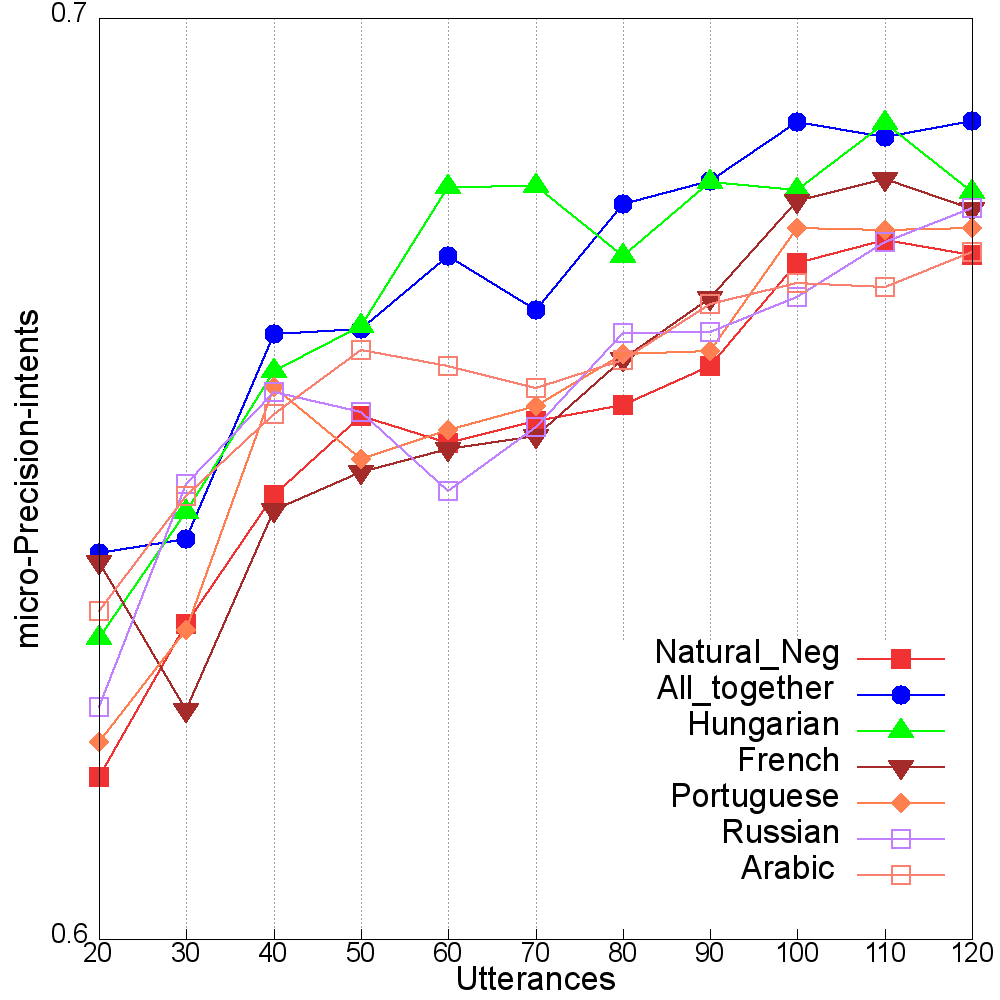 0.7
micro-Precision-intents
Natural_Neg
All_together
Hungarian
French
Portuguese
Russian
Arabic
0.6
20 30 40 50 60 70 80 90 100 110 120
Utterances